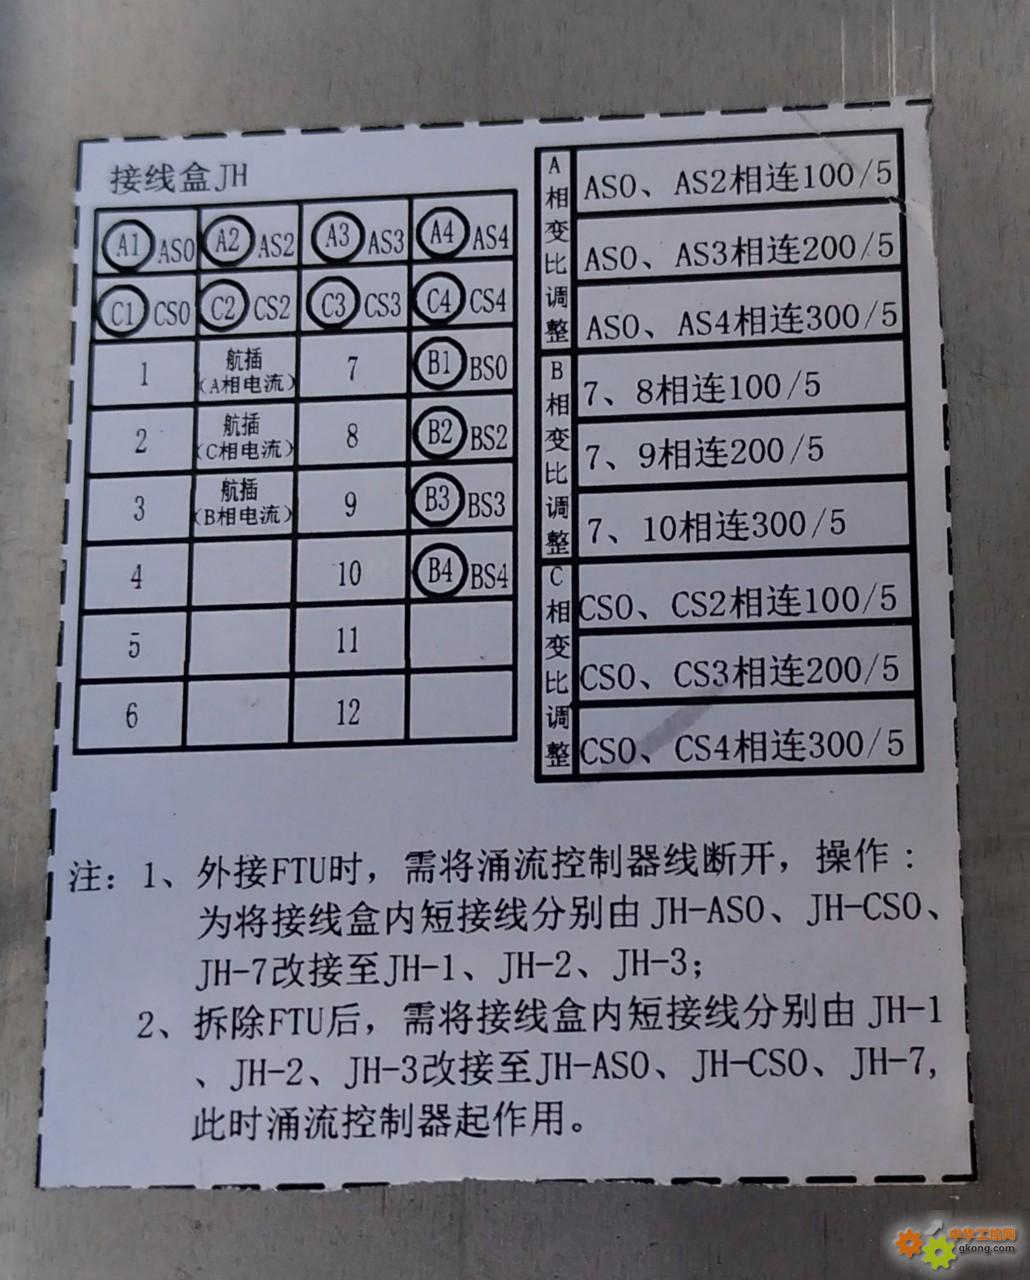 接线盒JH
A1 AS0 A2 AS2 A3 AS3 A4 AS4
C1 CS0 C2 CS2 C3 CS3 C4 CS4
1 航插（A相电流） 7 B1 BS0
2 航插（C相电流） 8 B2 BS2
3 航插（B相电流） 9 B3 BS3
4 10 B4 BS4
5 11
6 12
A相变比调整
AS0、AS2相连100/5
AS0、AS3相连200/5
AS0、AS4相连300/5
B相变比调整
7、8相连100/5
7、9相连200/5
7、10相连300/5
C相变比调整
CS0、CS2相连100/5
CS0、CS3相连200/5
CS0、CS4相连300/5
注：1、外接FTU时，需将涌流控制器线断开，操作：
为将接线盒内短接线分别由 JH-AS0、JH-CS0、
JH-7改接至JH-1、JH-2、JH-3；
2、拆除FTU后，需将接线盒内短接线分别由 JH-1
、JH-2、JH-3改接至JH-AS0、JH-CS0、JH-7，
此时涌流控制器起作用。
中华工控网
gkong.com